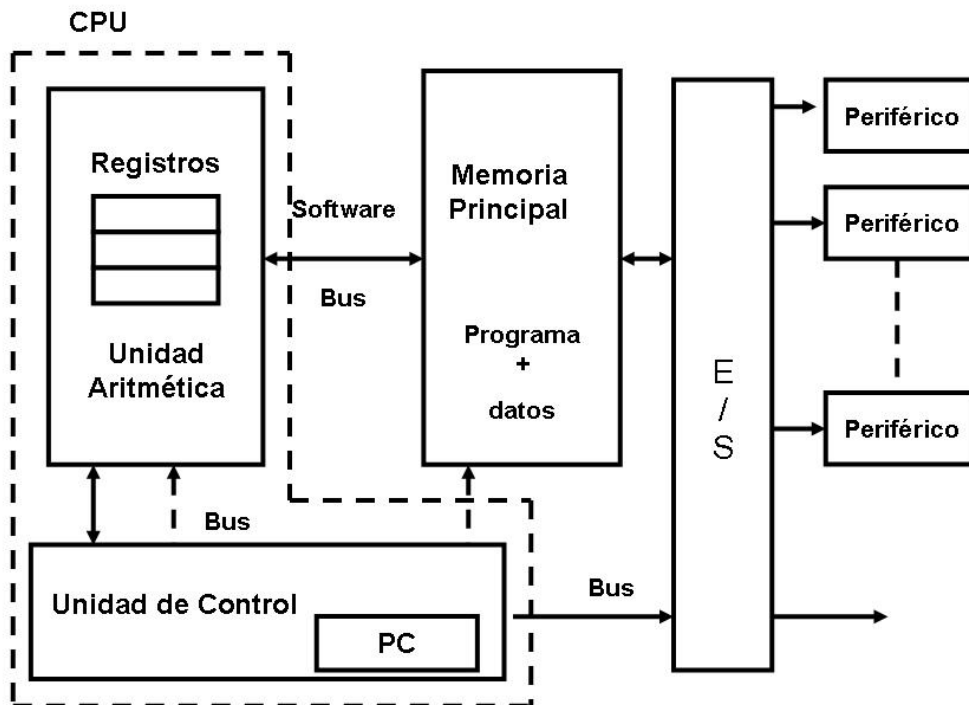 CPU
Registros
Unidad
Aritmética
Software
Bus
Memoria
Principal
Programa
+
datos
E
/
S
Periférico
Periférico
Periférico
Bus
Unidad de Control
PC
Bus